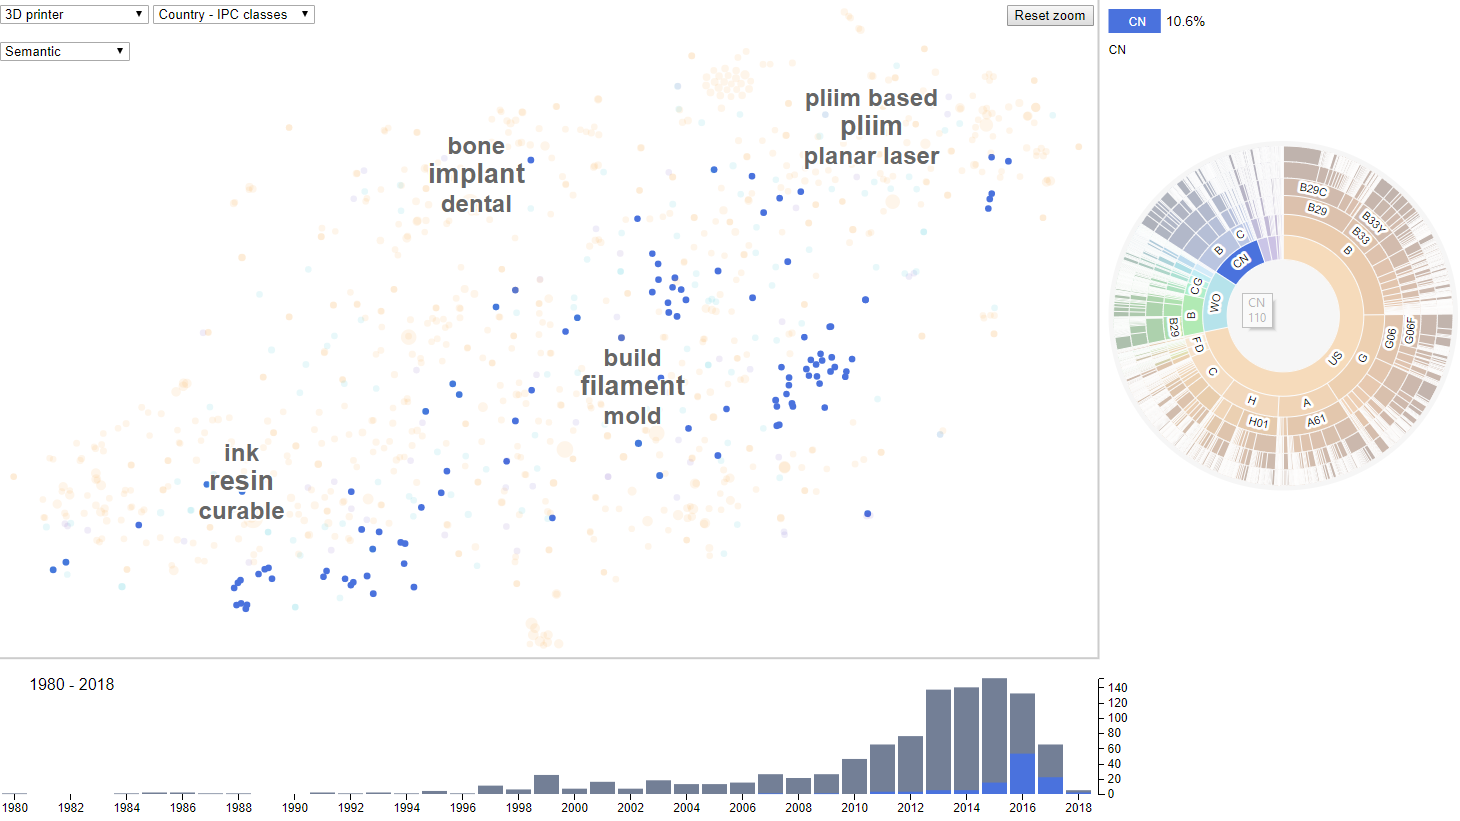 3D printer
Country - IPC classes
Reset zoom
CN 10.6%
CN
Semantic
pliim based
pliim
planar laser
bone
implant
dental
build
filament
mold
ink
resin
curable
B29C
B29
B33Y
B33
B
C
B
CN
CG
WO
B
B29
CN
110
G06F
G06
G
US
FD
C
H
A
H01
A61
1980 - 2018
140
120
100
80
60
40
20
0
1980 1982 1984 1986 1988 1990 1992 1994 1996 1998 2000 2002 2004 2006 2008 2010 2012 2014 2016 2018